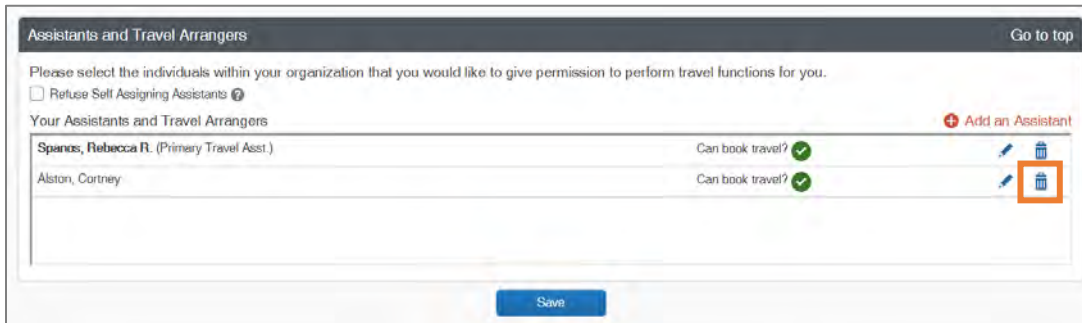 Assistants and Travel Arrangers Go to top
Please select the individuals within your organization that you would like to give permission to perform travel functions for you.
Refuse Self Assigning Assistants
Your Assistants and Travel Arrangers Add an Assistant
Spanos, Rebecca R. (Primary Travel Asst.) Can book travel?
Alston, Cortney Can book travel?
Save